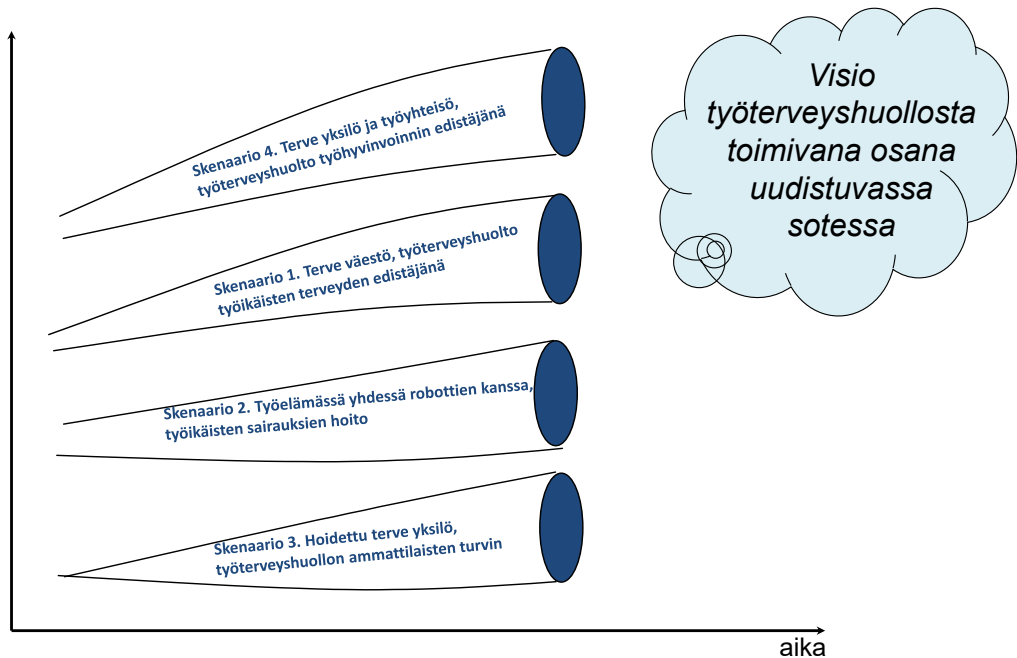 Visio
työterveyshuollosta
toimivana osana
uudistuvassa
sotessa
Skenaario 4. Terve yksilö ja työyhteisö,
työterveyshuolto työhyvinvoinnin edistäjänä
Skenaario 1. Terve väestö, työterveyshuolto
työikäisten terveyden edistäjänä
Skenaario 2. Työelämässä yhdessä robottien kanssa,
työikäisten sairauksien hoito
Skenaario 3. Hoidettu terve yksilö,
työterveyshuollon ammattilaisten turvin
aika